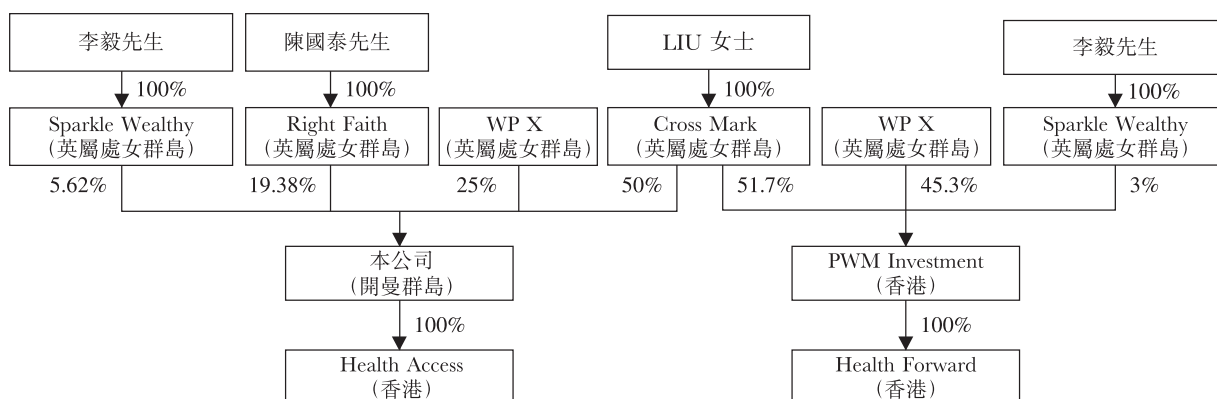 李毅先生
陳國泰先生
LIU 女士
李毅先生
100%
100%
100%
100%
Sparkle Wealthy
(英屬處女群島)
Right Faith
(英屬處女群島)
WP X
(英屬處女群島)
Cross Mark
(英屬處女群島)
WP X
(英屬處女群島)
Sparkle Wealthy
(英屬處女群島)
5.62%
19.38%
25%
50%
51.7%
45.3%
3%
本公司
(開曼群島)
PWM Investment
(香港)
100%
100%
Health Access
(香港)
Health Forward
(香港)